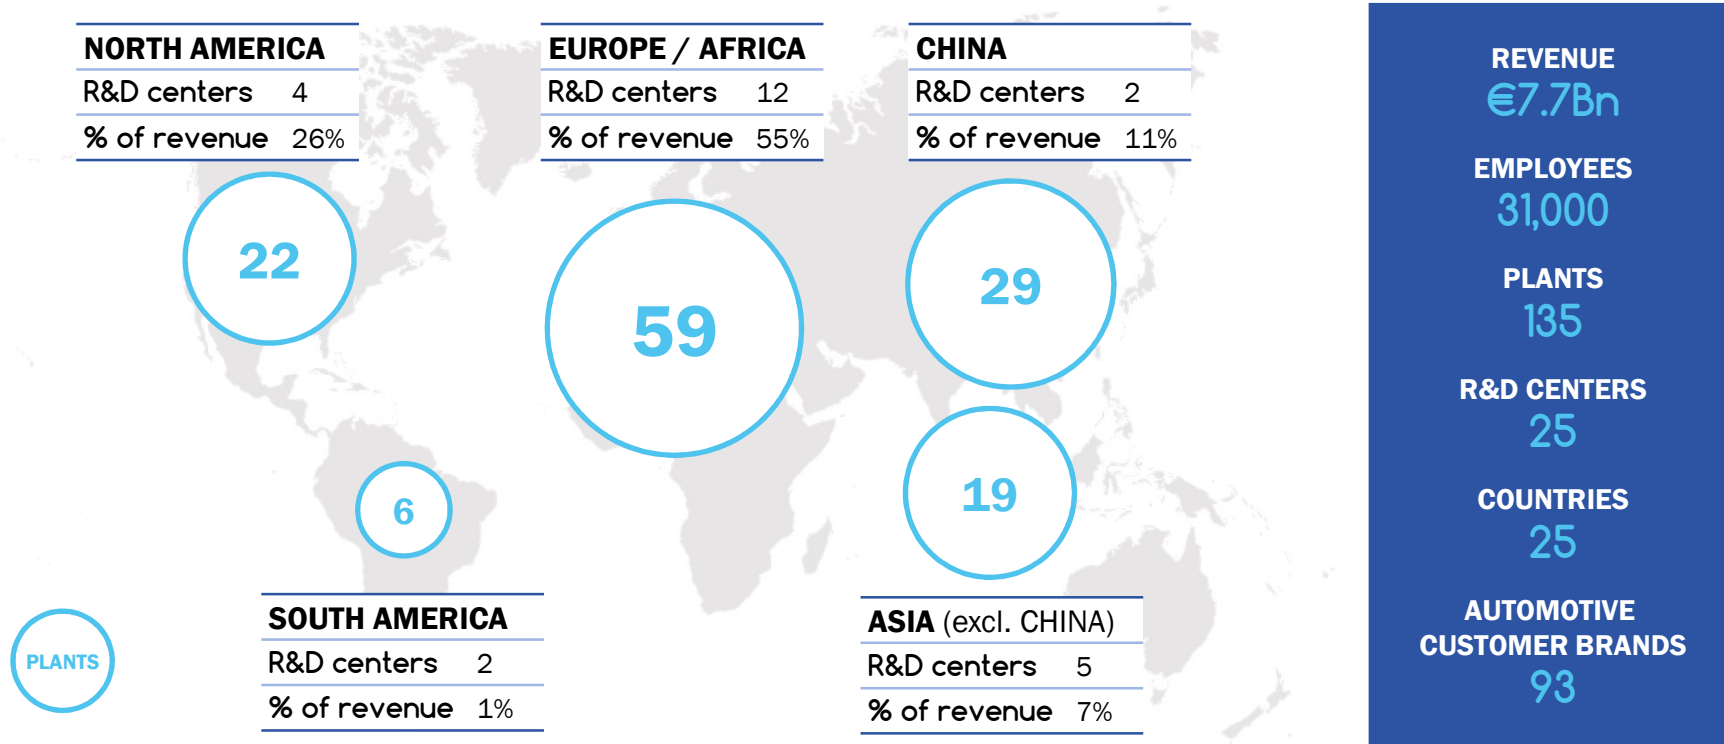 NORTH AMERICA
R&D centers 4
% of revenue 26%
22
EUROPE / AFRICA
R&D centers 12
% of revenue 55%
59
CHINA
R&D centers 2
% of revenue 11%
29
6
SOUTH AMERICA
R&D centers 2
% of revenue 1%
19
ASIA (excl. CHINA)
R&D centers 5
% of revenue 7%
PLANTS
REVENUE
€7.7Bn
EMPLOYEES
31,000
PLANTS
135
R&D CENTERS
25
COUNTRIES
25
AUTOMOTIVE
CUSTOMER BRANDS
93